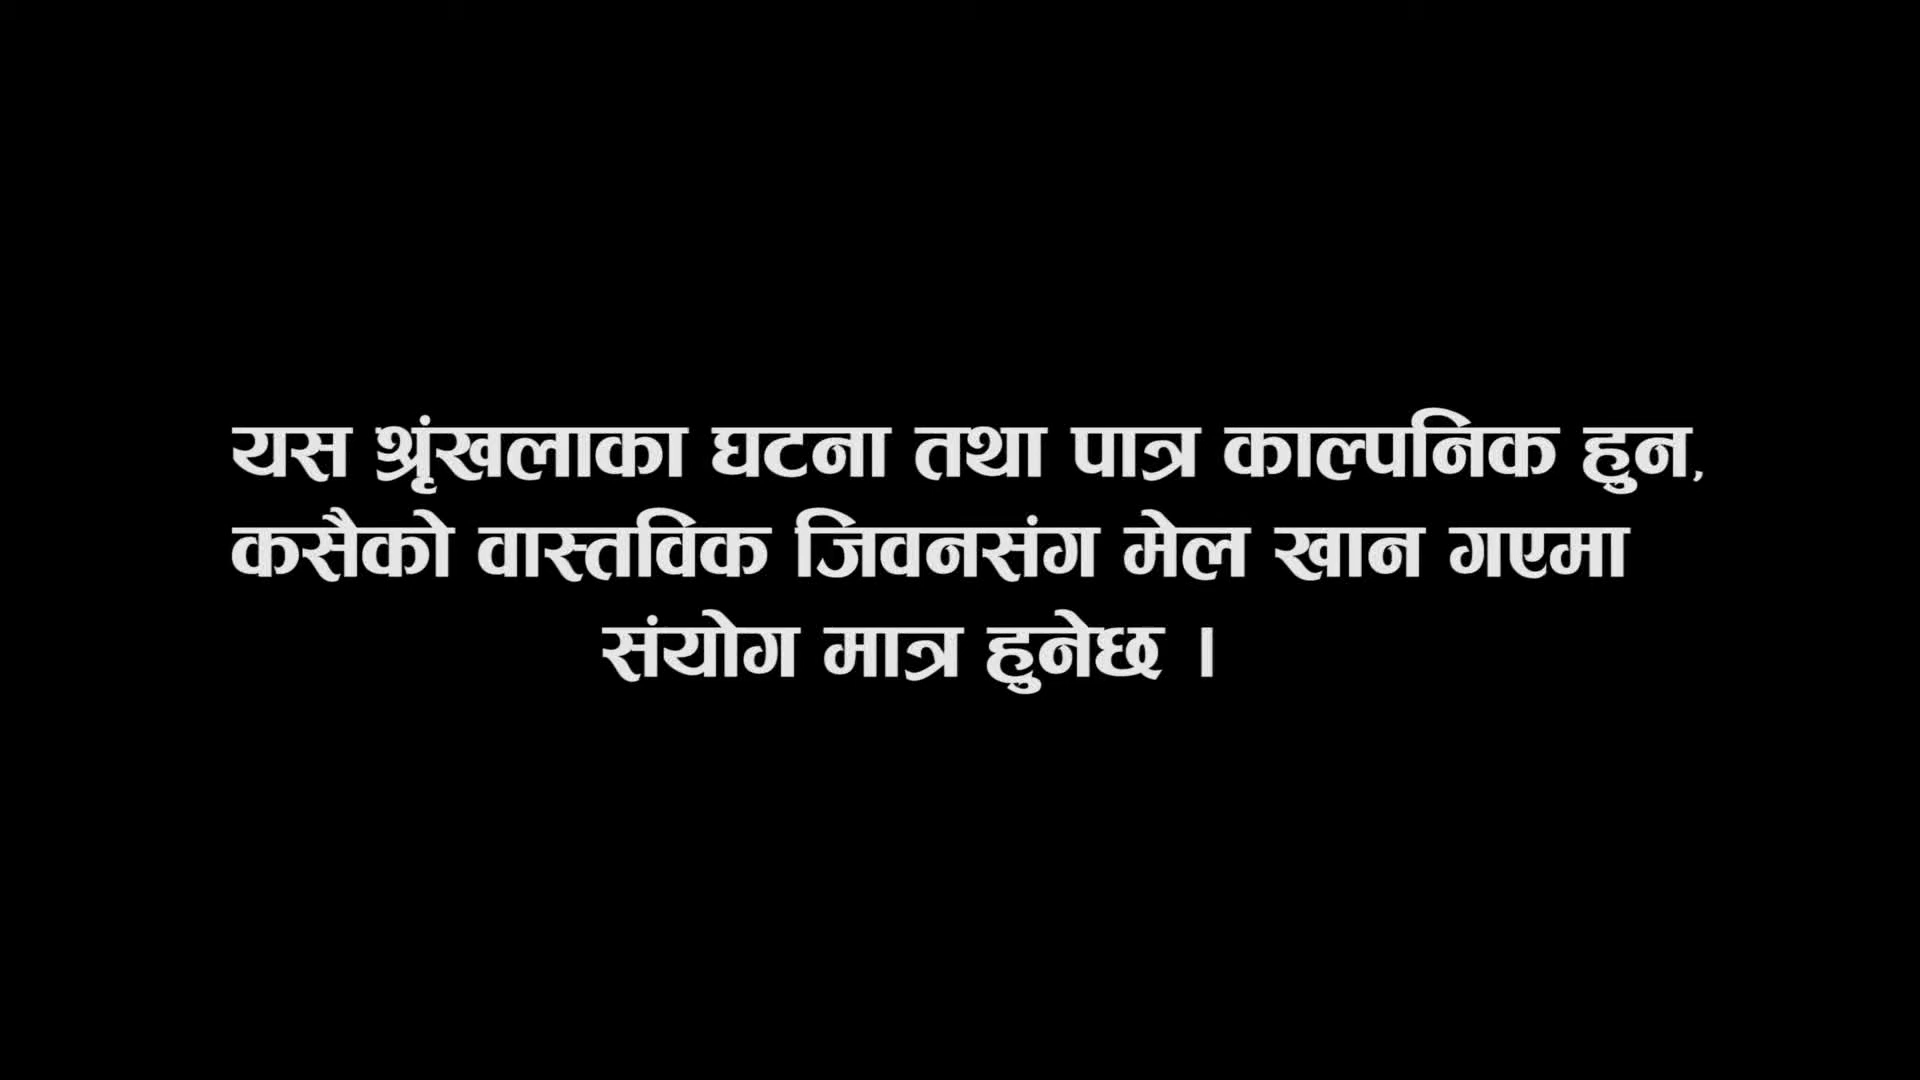 यस श्रृंखलाका घटना तथा पात्र काल्पनिक हुन,
कसैको वास्तविक जिवनसंग मेल खान गएमा
संयोग मात्र हुनेछ ।